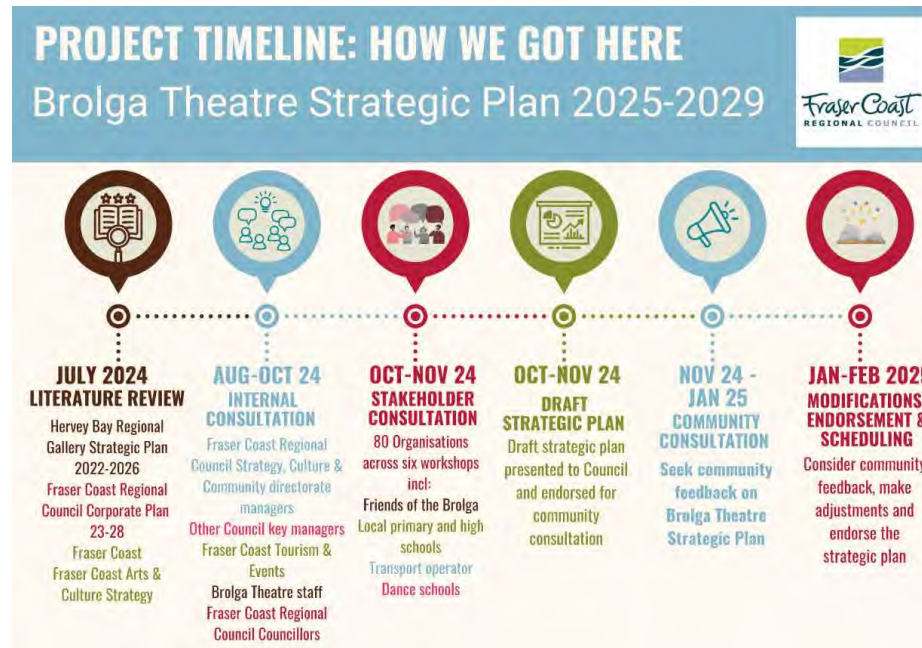 PROJECT TIMELINE: HOW WE GOT HERE
Brolga Theatre Strategic Plan 2025-2029
Fraser Coast
REGIONAL COUNCIL
JULY 2024
LITERATURE REVIEW
Hervey Bay Regional
Gallery Strategic Plan
2022-2026
Fraser Coast Regional
Council Corporate Plan
23-28
Fraser Coast
Fraser Coast Arts &
Culture Strategy
AUG-OCT 24
INTERNAL
CONSULTATION
Fraser Coast Regional
Council Strategy, Culture &
Community directorate
managers
Other Council key managers
Fraser Coast Tourism &
Events
Brolga Theatre staff
Fraser Coast Regional
Council Councillors
OCT-NOV 24
STAKEHOLDER
CONSULTATION
80 Organisations
across six workshops
incl:
Friends of the Brolga
Local primary and high
schools
Transport operator
Dance schools
OCT-NOV 24
DRAFT
STRATEGIC PLAN
Draft strategic plan
presented to Council
and endorsed for
community
consultation
NOV 24 -
JAN 25
COMMUNITY
CONSULTATION
Seek community
feedback on
Brolga Theatre
Strategic Plan
JAN-FEB 2025
MODIFICATIONS
ENDORSEMENT &
SCHEDULING
Consider community
feedback, make
adjustments and
endorse the
strategic plan